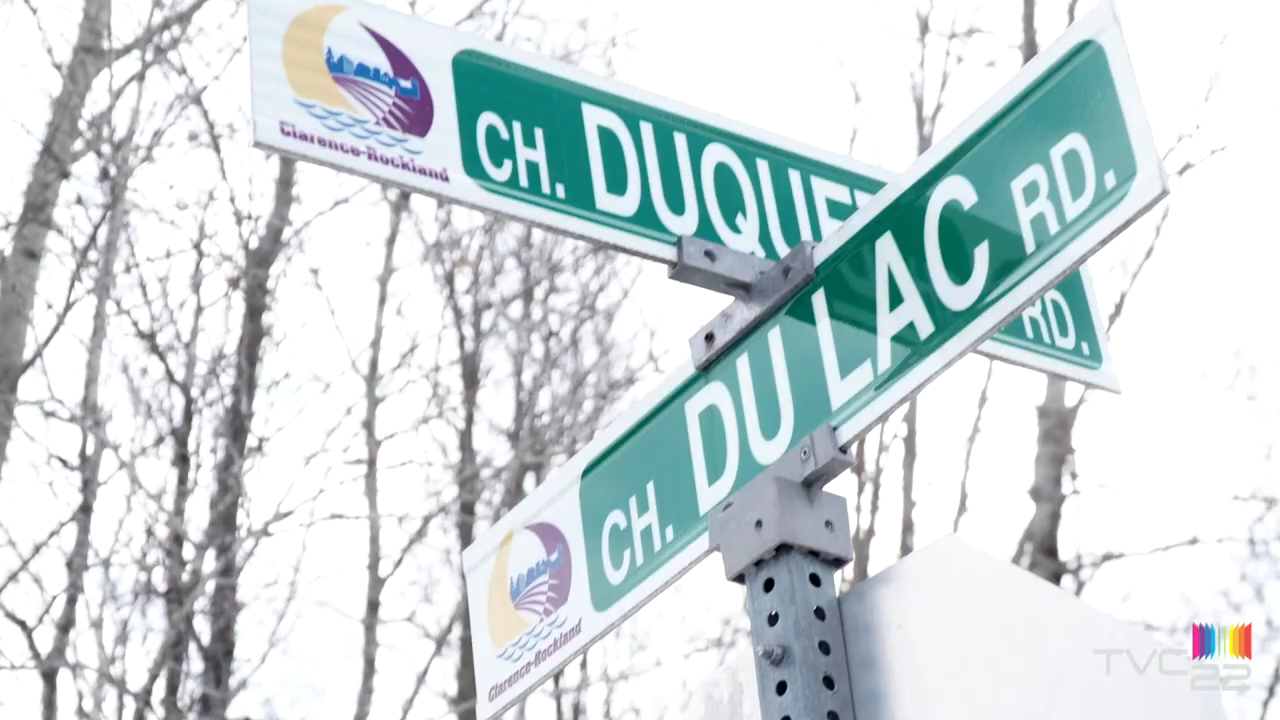 Clarence-Rockland
CH. DUQUE
RD.
CH. DU LAC RD.
Clarence-Rockland
TVC22